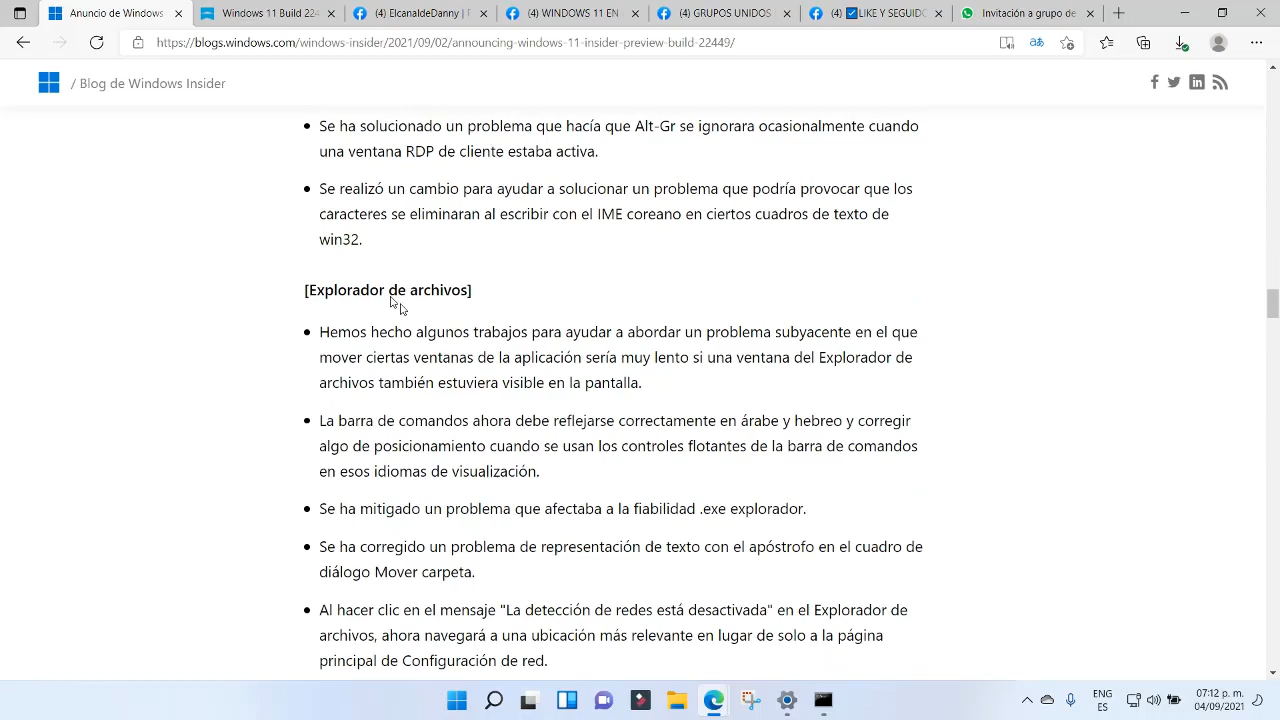 Anuncio de Windows
Windows 11 Build 224
(4) ElcanaldeDanny | F
(4) WINDOWS 11 EN
(4) GRUPOS UNIDOS
(4) ☑LIKE Y SEGUIDO
Invitación a grupo de
https://blogs.windows.com/windows-insider/2021/09/02/announcing-windows-11-insider-preview-build-22449/
/ Blog de Windows Insider
• Se ha solucionado un problema que hacía que Alt-Gr se ignorara ocasionalmente cuando
una ventana RDP de cliente estaba activa.
• Se realizó un cambio para ayudar a solucionar un problema que podría provocar que los
caracteres se eliminaran al escribir con el IME coreano en ciertos cuadros de texto de
win32.
[Explorador de archivos]
• Hemos hecho algunos trabajos para ayudar a abordar un problema subyacente en el que
mover ciertas ventanas de la aplicación sería muy lento si una ventana del Explorador de
archivos también estuviera visible en la pantalla.
• La barra de comandos ahora debe reflejarse correctamente en árabe y hebreo y corregir
algo de posicionamiento cuando se usan los controles flotantes de la barra de comandos
en esos idiomas de visualización.
• Se ha mitigado un problema que afectaba a la fiabilidad .exe explorador.
• Se ha corregido un problema de representación de texto con el apóstrofo en el cuadro de
diálogo Mover carpeta.
• Al hacer clic en el mensaje "La detección de redes está desactivada" en el Explorador de
archivos, ahora navegará a una ubicación más relevante en lugar de solo a la página
principal de Configuración de red.
ENG
ES
07:12 p. m.
04/09/2021